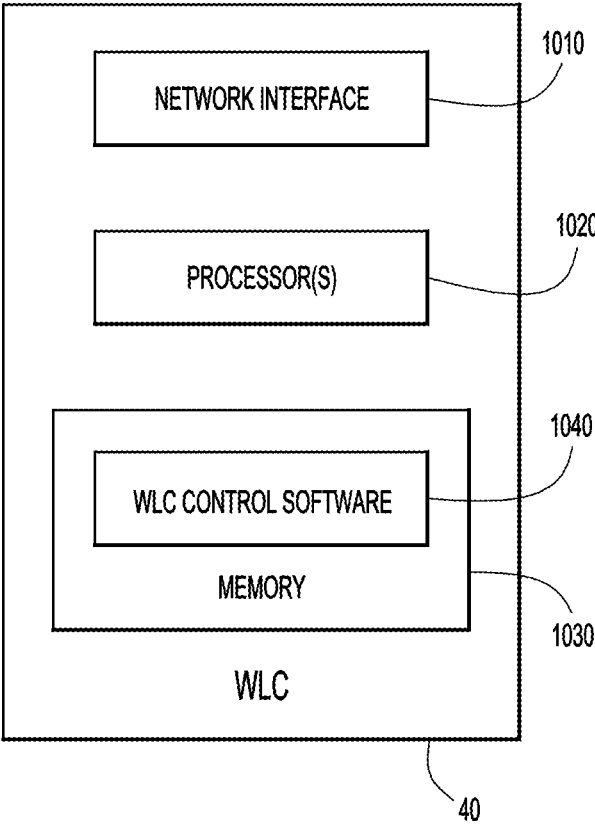 1010
NETWORK INTERFACE
1020
PROCESSOR(S)
1040
WLC CONTROL SOFTWARE
MEMORY
1030
WLC
40